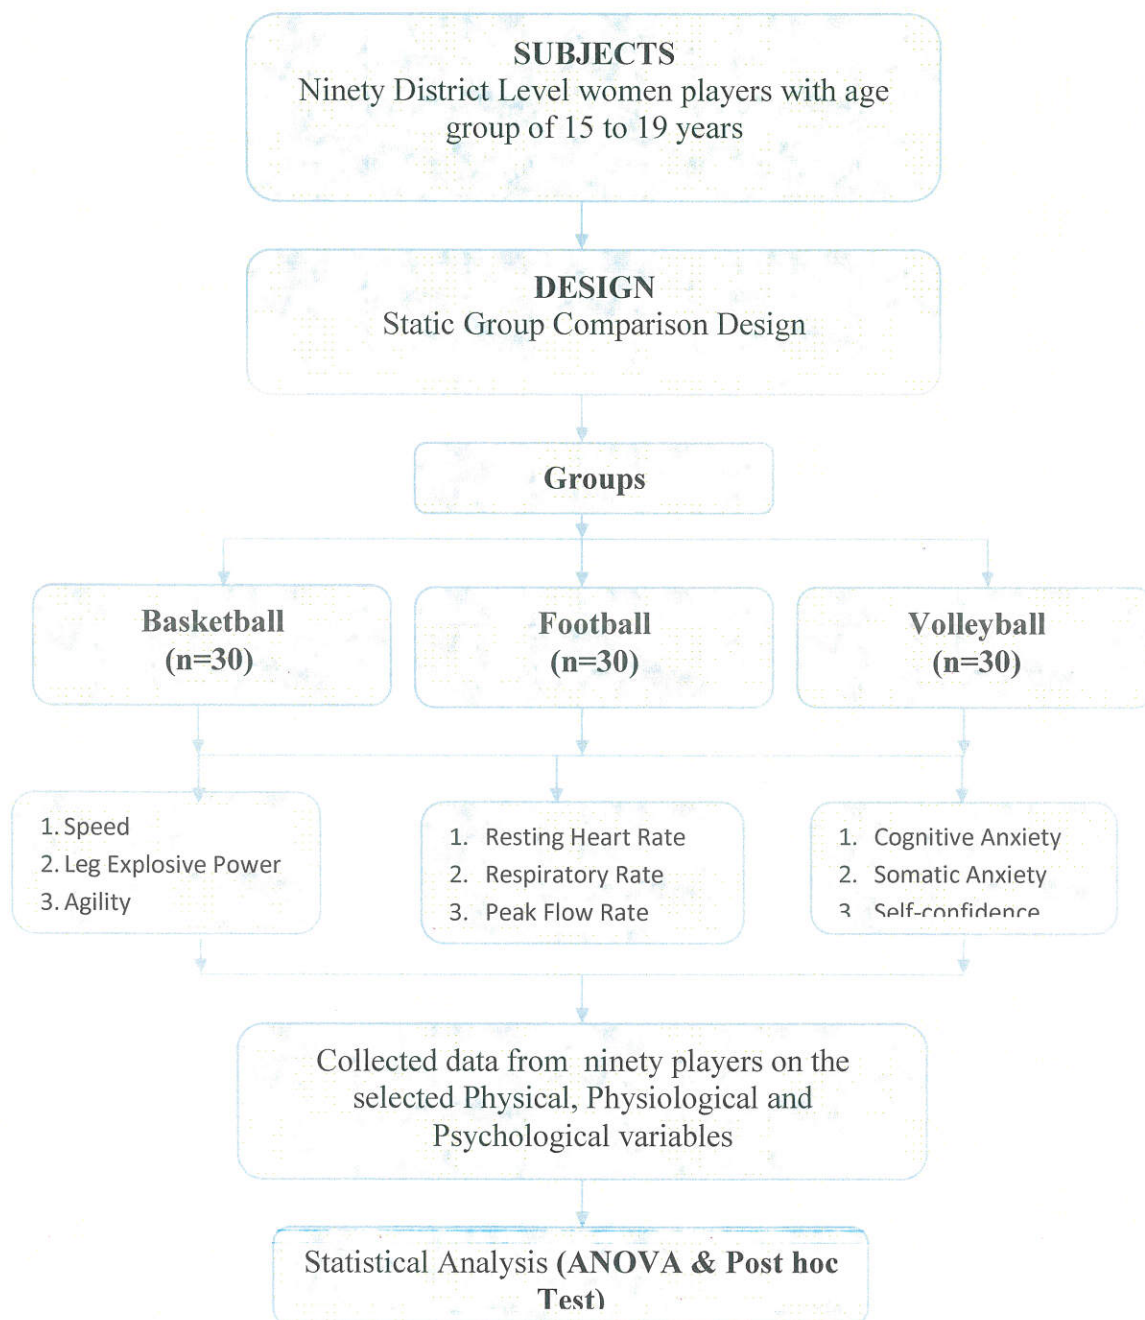 SUBJECTS
Ninety District Level women players with age
group of 15 to 19 years
DESIGN
Static Group Comparison Design
Groups
Basketball
(n=30)
Football
(n=30)
Volleyball
(n=30)
1. Speed
2. Leg Explosive Power
3. Agility
1. Resting Heart Rate
2. Respiratory Rate
3. Peak Flow Rate
1. Cognitive Anxiety
2. Somatic Anxiety
3. Self-confidence
Collected data from ninety players on the
selected Physical, Physiological and
Psychological variables
Statistical Analysis (ANOVA & Post hoc
Test)